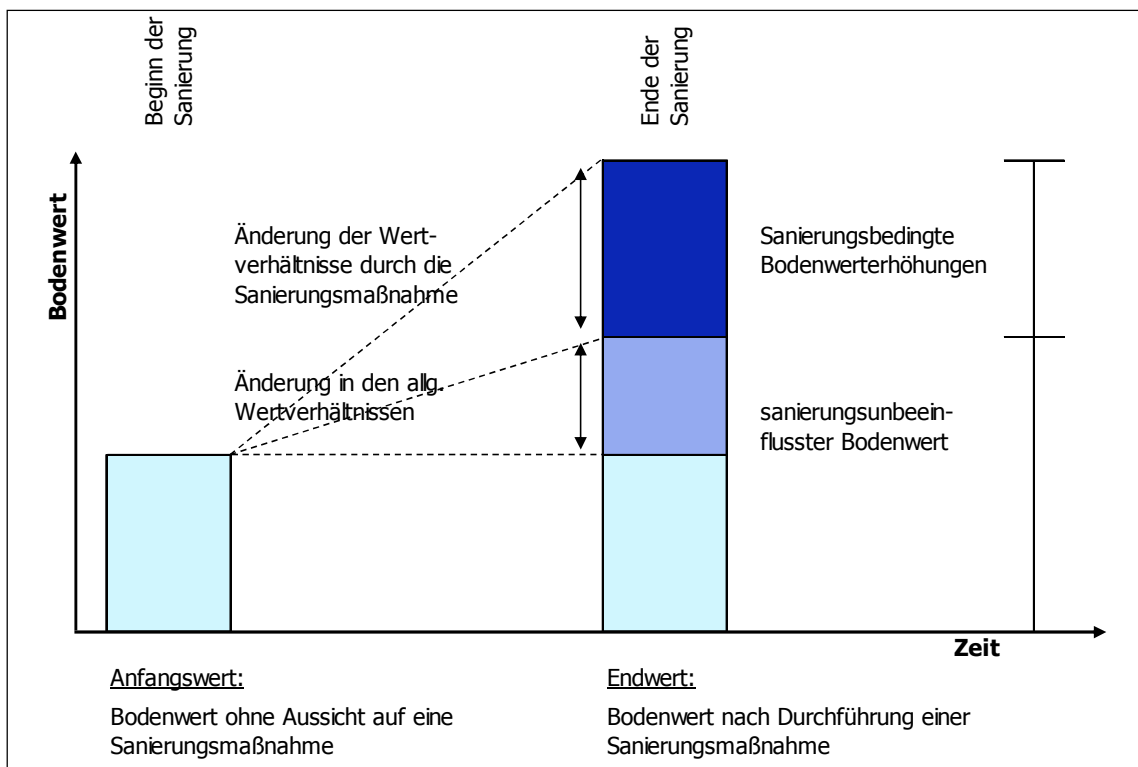 Beginn der
Sanierung
Ende der
Sanierung
Bodenwert
Änderung der Wert-
verhältnisse durch die
Sanierungsmaßnahme
Sanierungsbedingte
Bodenwerterhöhungen
Änderung in den allg.
Wertverhältnissen
sanierungsunbeein-
flusster Bodenwert
Zeit
Anfangswert:
Bodenwert ohne Aussicht auf eine
Sanierungsmaßnahme
Endwert:
Bodenwert nach Durchführung einer
Sanierungsmaßnahme